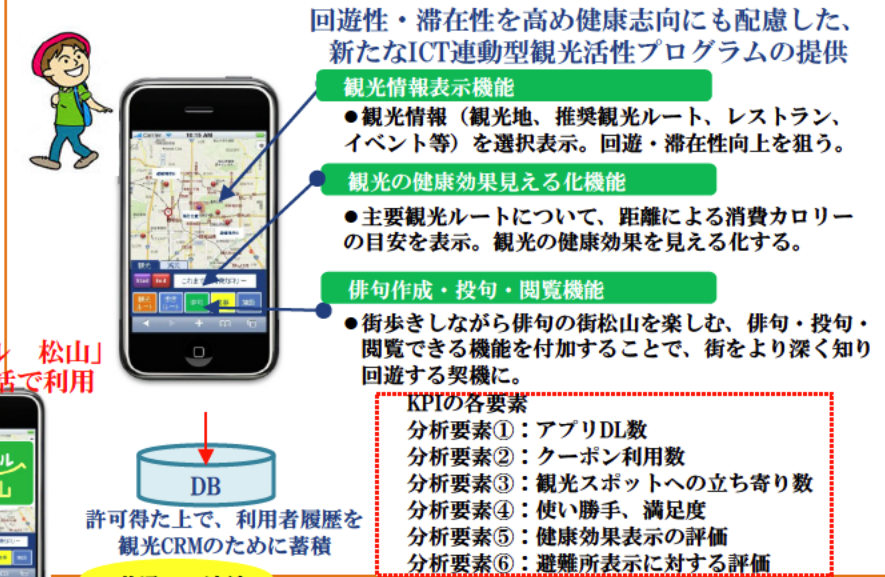 回遊性・滞在性を高め健康志向にも配慮した、
新たなICT連動型観光活性プログラムの提供
観光情報表示機能
●観光情報（観光地、推奨観光ルート、レストラン、
イベント等）を選択表示。回遊・滞在性向上を狙う。
観光の健康効果見える化機能
●主要観光ルートについて、距離による消費カロリー
の目安を表示。観光の健康効果を見える化する。
俳句作成・投句・閲覧機能
●街歩きしながら俳句の街松山を楽しむ、俳句・投句・
閲覧できる機能を付加することで、街をより深く知り
回遊する契機に。
KPIの各要素
分析要素①：アプリDL数
分析要素②：クーポン利用数
分析要素③：観光スポットへの立ち寄り数
分析要素④：使い勝手、満足度
分析要素⑤：健康効果表示の評価
分析要素⑥：避難所表示に対する評価
Carrier
10:15 AM
観光
Start
End
松山」
話で利用
DB
許可得た上で、利用者履歴を
観光CRMのために蓄積